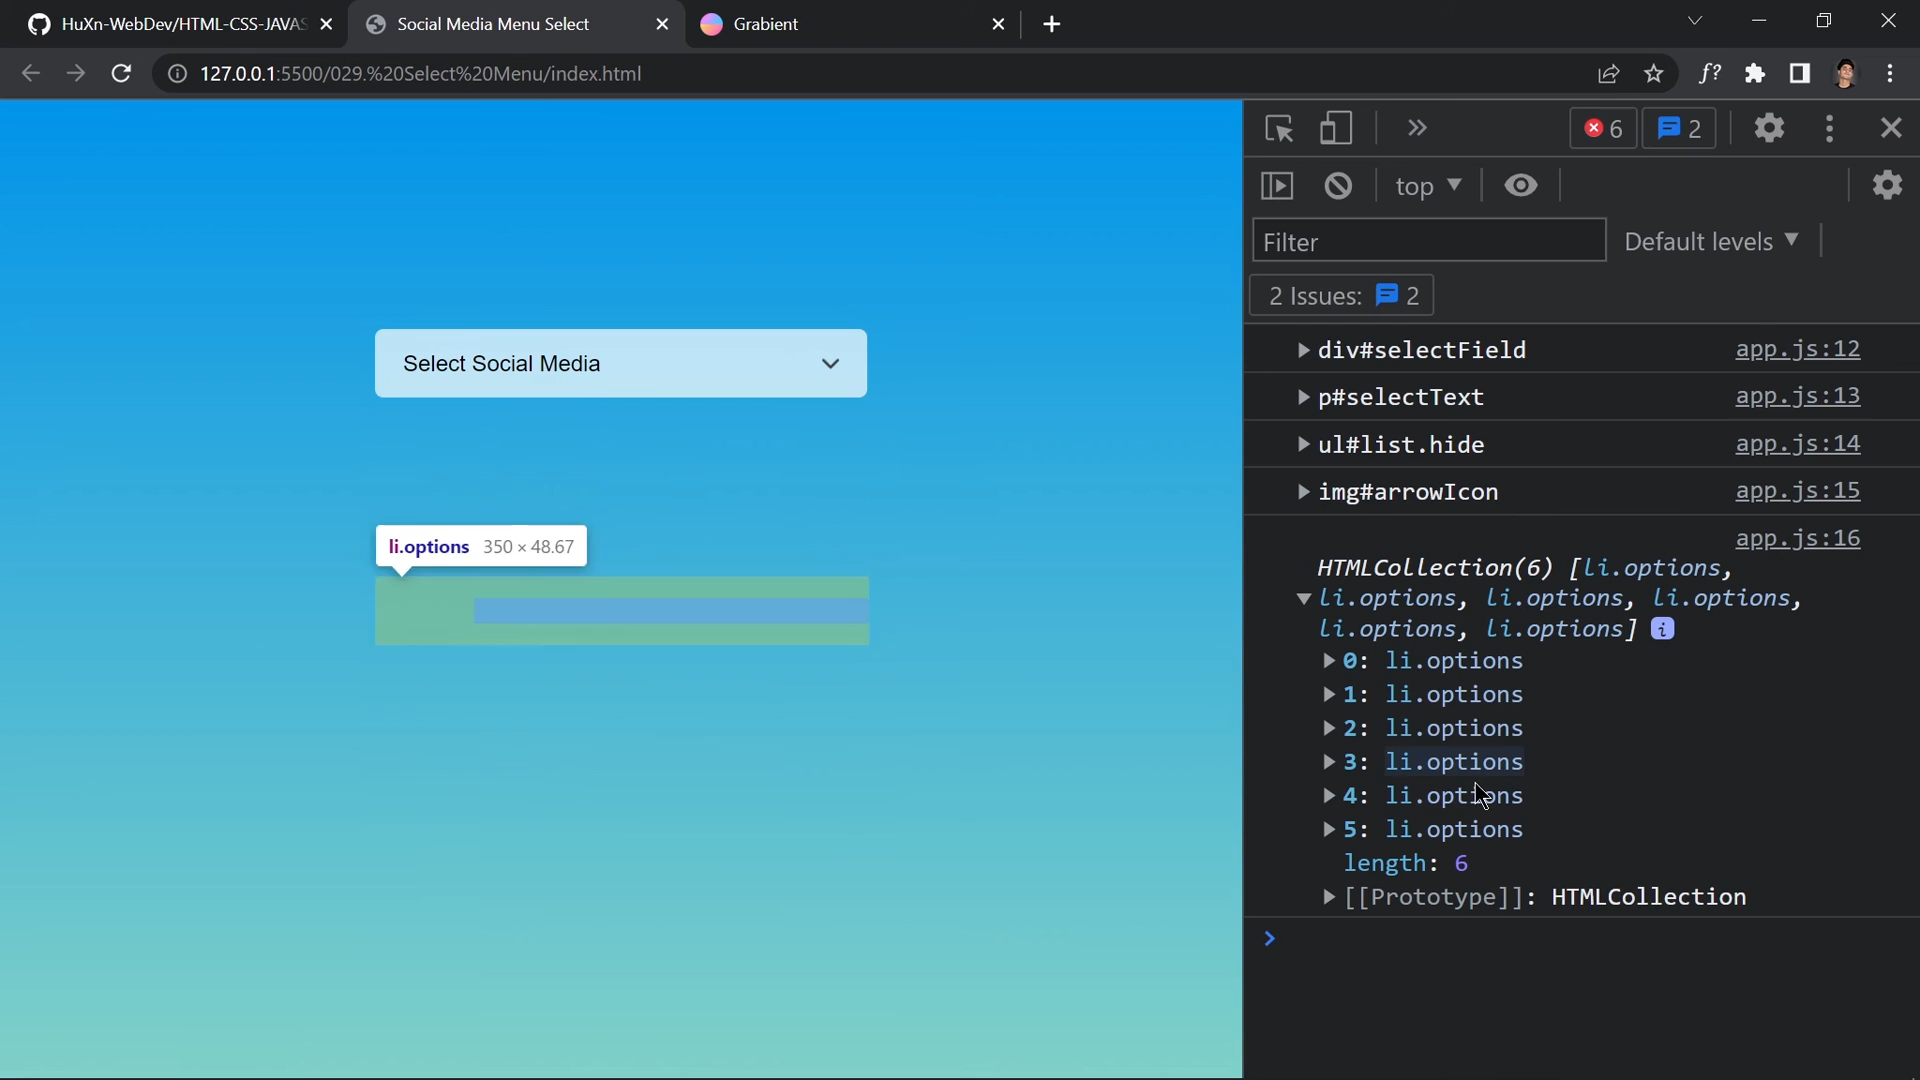 HuXn-WebDev/HTML-CSS-JAVAS
Social Media Menu Select
Grabient
127.0.0.1:5500/029.%20Select%20Menu/index.html
f?
6
2
top
Filter
Default levels
2 Issues: 2
div#selectField app.js:12
p#selectText app.js:13
ul#list.hide app.js:14
img#arrowIcon app.js:15
app.js:16
HTMLCollection(6) [li.options,
li.options, li.options, li.options,
li.options, li.options] i
0: li.options
1: li.options
2: li.options
3: li.options
4: li.options
5: li.options
length: 6
[[Prototype]]: HTMLCollection
Select Social Media
li.options 350 × 48.67